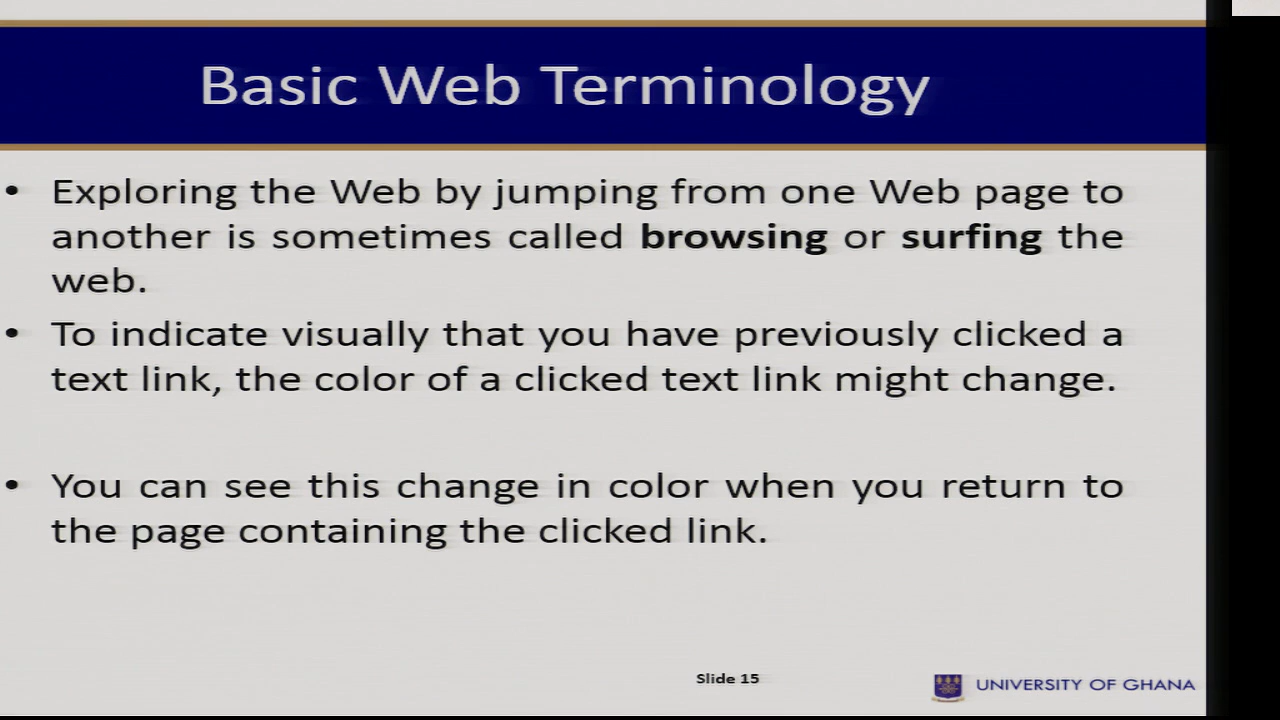 Basic Web Terminology
• Exploring the Web by jumping from one Web page to
another is sometimes called browsing or surfing the
web.
• To indicate visually that you have previously clicked a
text link, the color of a clicked text link might change.
• You can see this change in color when you return to
the page containing the clicked link.
Slide 15
UNIVERSITY OF GHANA